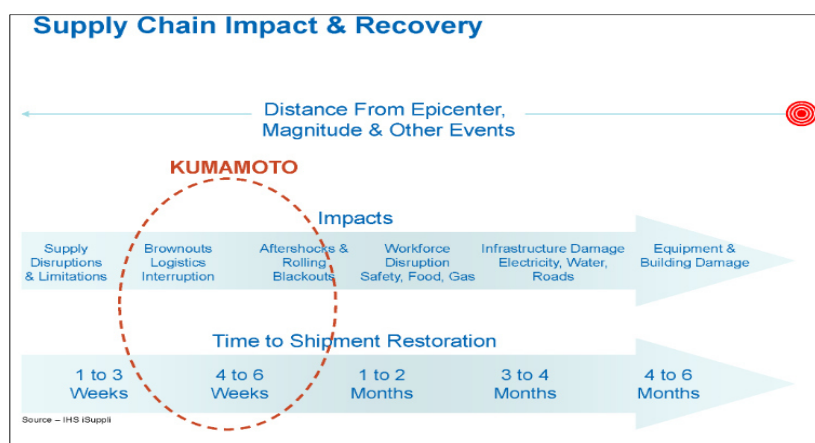 Supply Chain Impact & Recovery
Distance From Epicenter,
Magnitude & Other Events
KUMAMOTO
Impacts
Supply
Disruptions
& Limitations
Brownouts
Logistics
Interruption
Aftershocks &
Rolling
Blackouts
Workforce
Disruption
Safety, Food, Gas
Infrastructure Damage
Electricity, Water,
Roads
Equipment &
Building Damage
Time to Shipment Restoration
1 to 3
Weeks
4 to 6
Weeks
1 to 2
Months
3 to 4
Months
4 to 6
Months
Source – IHS iSuppli